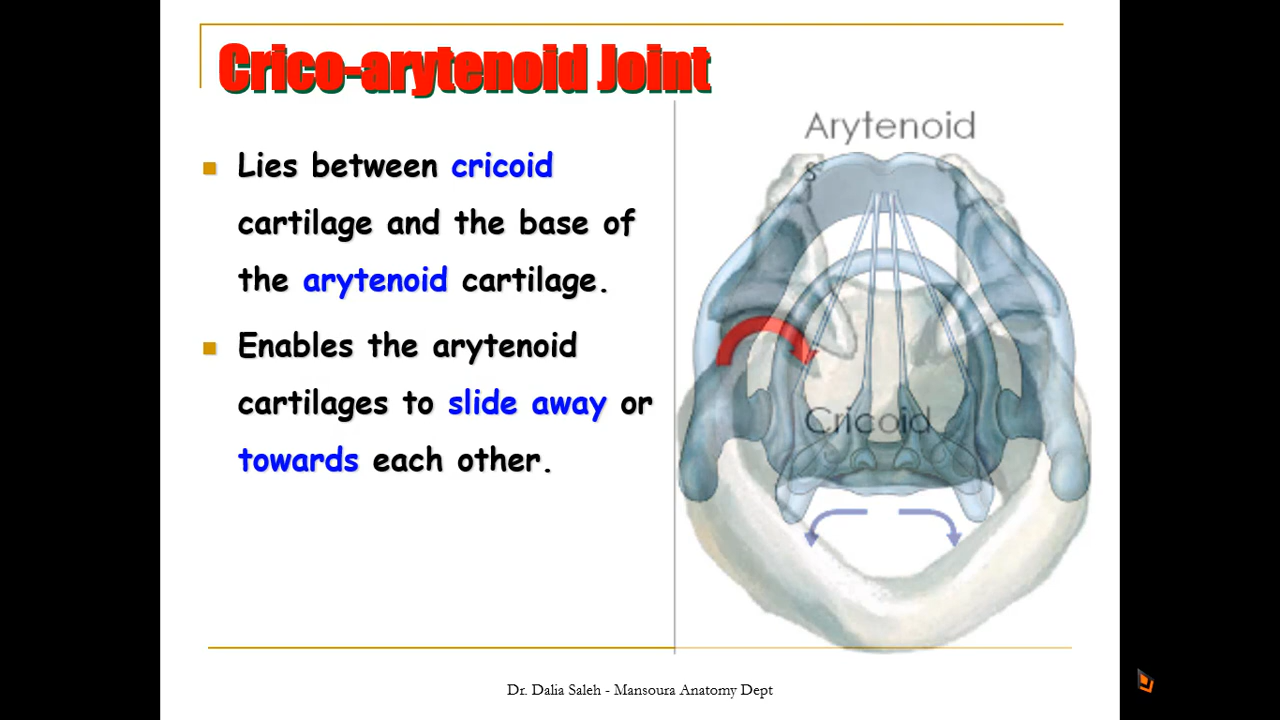 Crico-arytenoid Joint
Lies between cricoid
cartilage and the base of
the arytenoid cartilage.
Enables the arytenoid
cartilages to slide away or
towards each other.
Arytenoid
s
Cricoid
Dr. Dalia Saleh - Mansoura Anatomy Dept